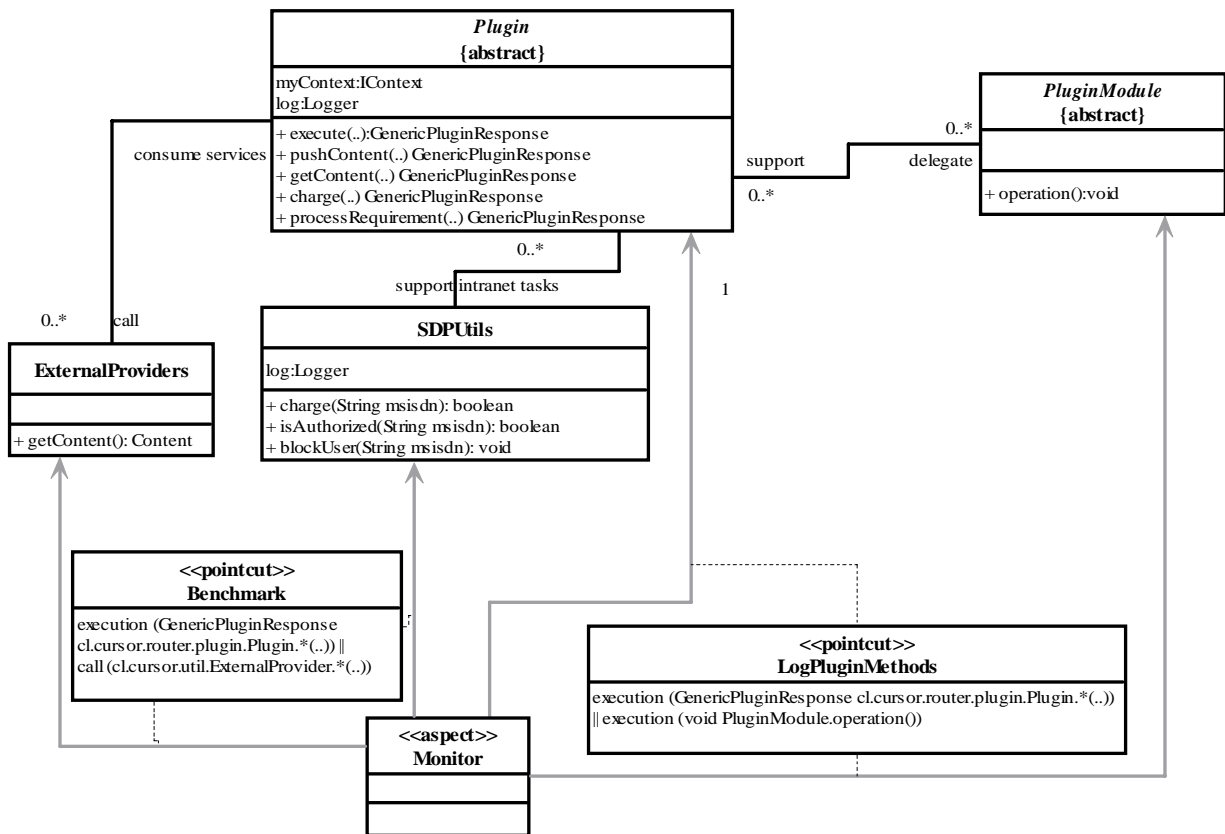 Plugin
{abstract}
myContext:IContext
log:Logger
+ execute(..):GenericPluginResponse
+ pushContent(..) GenericPluginResponse
+ getContent(..) GenericPluginResponse
+ charge(..) GenericPluginResponse
+ processRequirement(..) GenericPluginResponse
PluginModule
{abstract}
+ operation():void
consume services
support
0..*
0..*
delegate
0..*
support intranet tasks
1
0..*
call
ExternalProviders
+ getContent(): Content
SDPUtils
log:Logger
+ charge(String msisdn): boolean
+ isAuthorized(String msisdn): boolean
+ blockUser(String msisdn): void
<<pointcut>>
Benchmark
execution (GenericPluginResponse
cl.cursor.router.plugin.Plugin.*(..)) ||
call (cl.cursor.util.ExternalProvider.*(..))
<<pointcut>>
LogPluginMethods
execution (GenericPluginResponse cl.cursor.router.plugin.Plugin.*(..))
|| execution (void PluginModule.operation())
<<aspect>>
Monitor